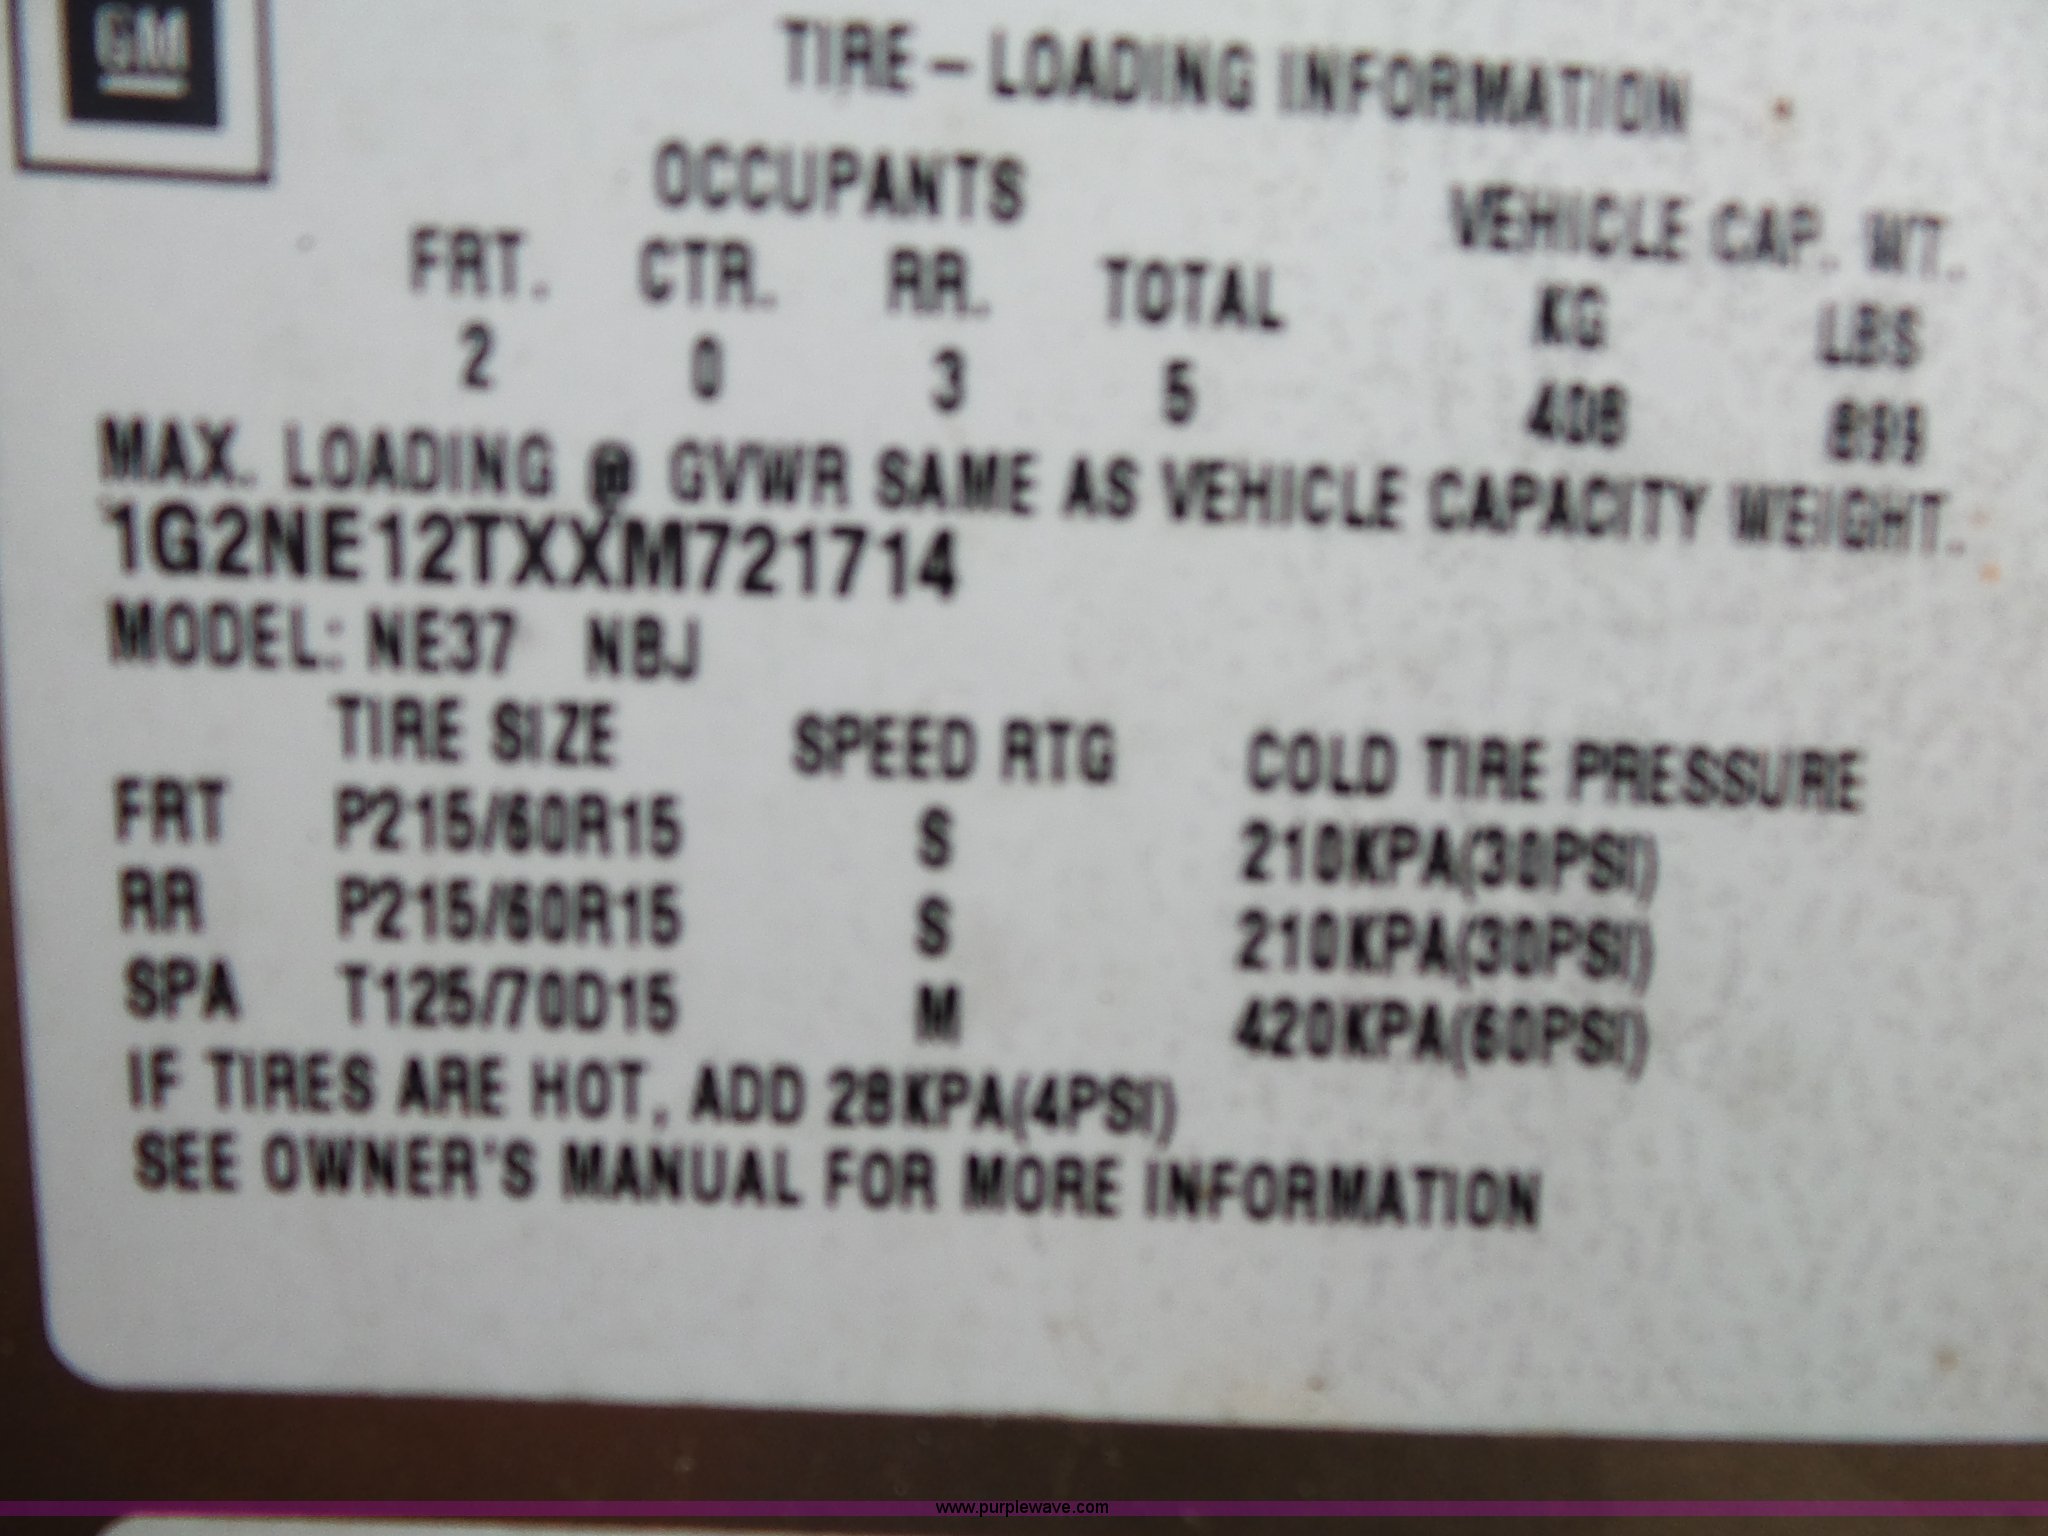 GM
TIRE - LOADING INFORMATION
OCCUPANTS VEHICLE CAP. WT.
FRT. CTR. RR. TOTAL KG LBS
2 0 3 5 408 899
MAX. LOADING @ GVWR SAME AS VEHICLE CAPACITY WEIGHT.
1G2NE12TXXM721714
MODEL: NE37 NBJ
TIRE SIZE SPEED RTG COLD TIRE PRESSURE
FRT P215/60R15 S 210KPA(30PSI)
RR P215/60R15 S 210KPA(30PSI)
SPA T125/70D15 M 420KPA(60PSI)
IF TIRES ARE HOT, ADD 28KPA(4PSI)
SEE OWNER'S MANUAL FOR MORE INFORMATION
www.purplewave.com